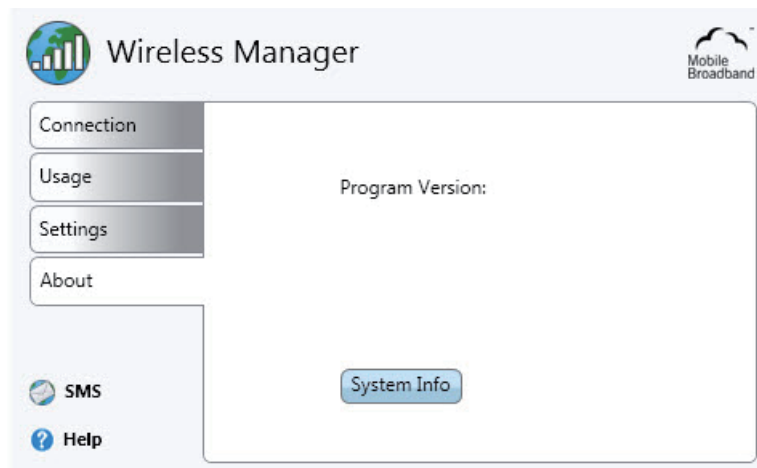 Wireless Manager
Mobile
Broadband
Connection
Usage
Program Version:
Settings
About
System Info
SMS
Help